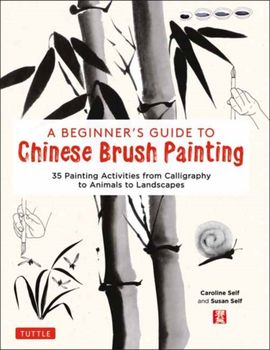 A BEGINNER'S GUIDE TO
Chinese Brush Painting
35 Painting Activities from Calligraphy
to Animals to Landscapes
Caroline Self
and Susan Self
TUTTLE